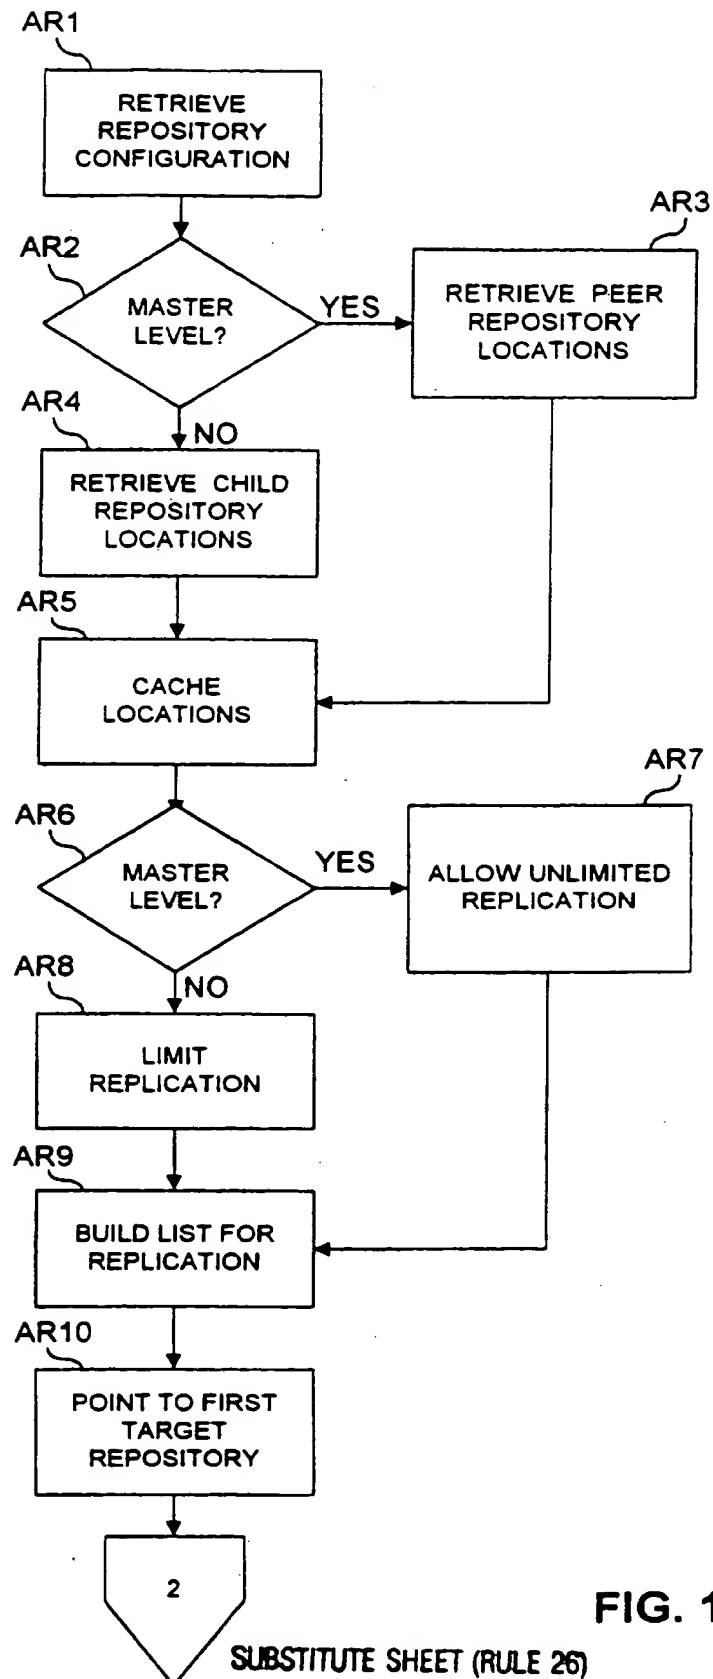 AR1
RETRIEVE
REPOSITORY
CONFIGURATION
AR2
MASTER
LEVEL?
YES
AR3
RETRIEVE PEER
REPOSITORY
LOCATIONS
NO
AR4
RETRIEVE CHILD
REPOSITORY
LOCATIONS
AR5
CACHE
LOCATIONS
AR6
MASTER
LEVEL?
YES
AR7
ALLOW UNLIMITED
REPLICATION
NO
AR8
LIMIT
REPLICATION
AR9
BUILD LIST FOR
REPLICATION
AR10
POINT TO FIRST
TARGET
REPOSITORY
2
FIG. 1
SUBSTITUTE SHEET (RULE 26)